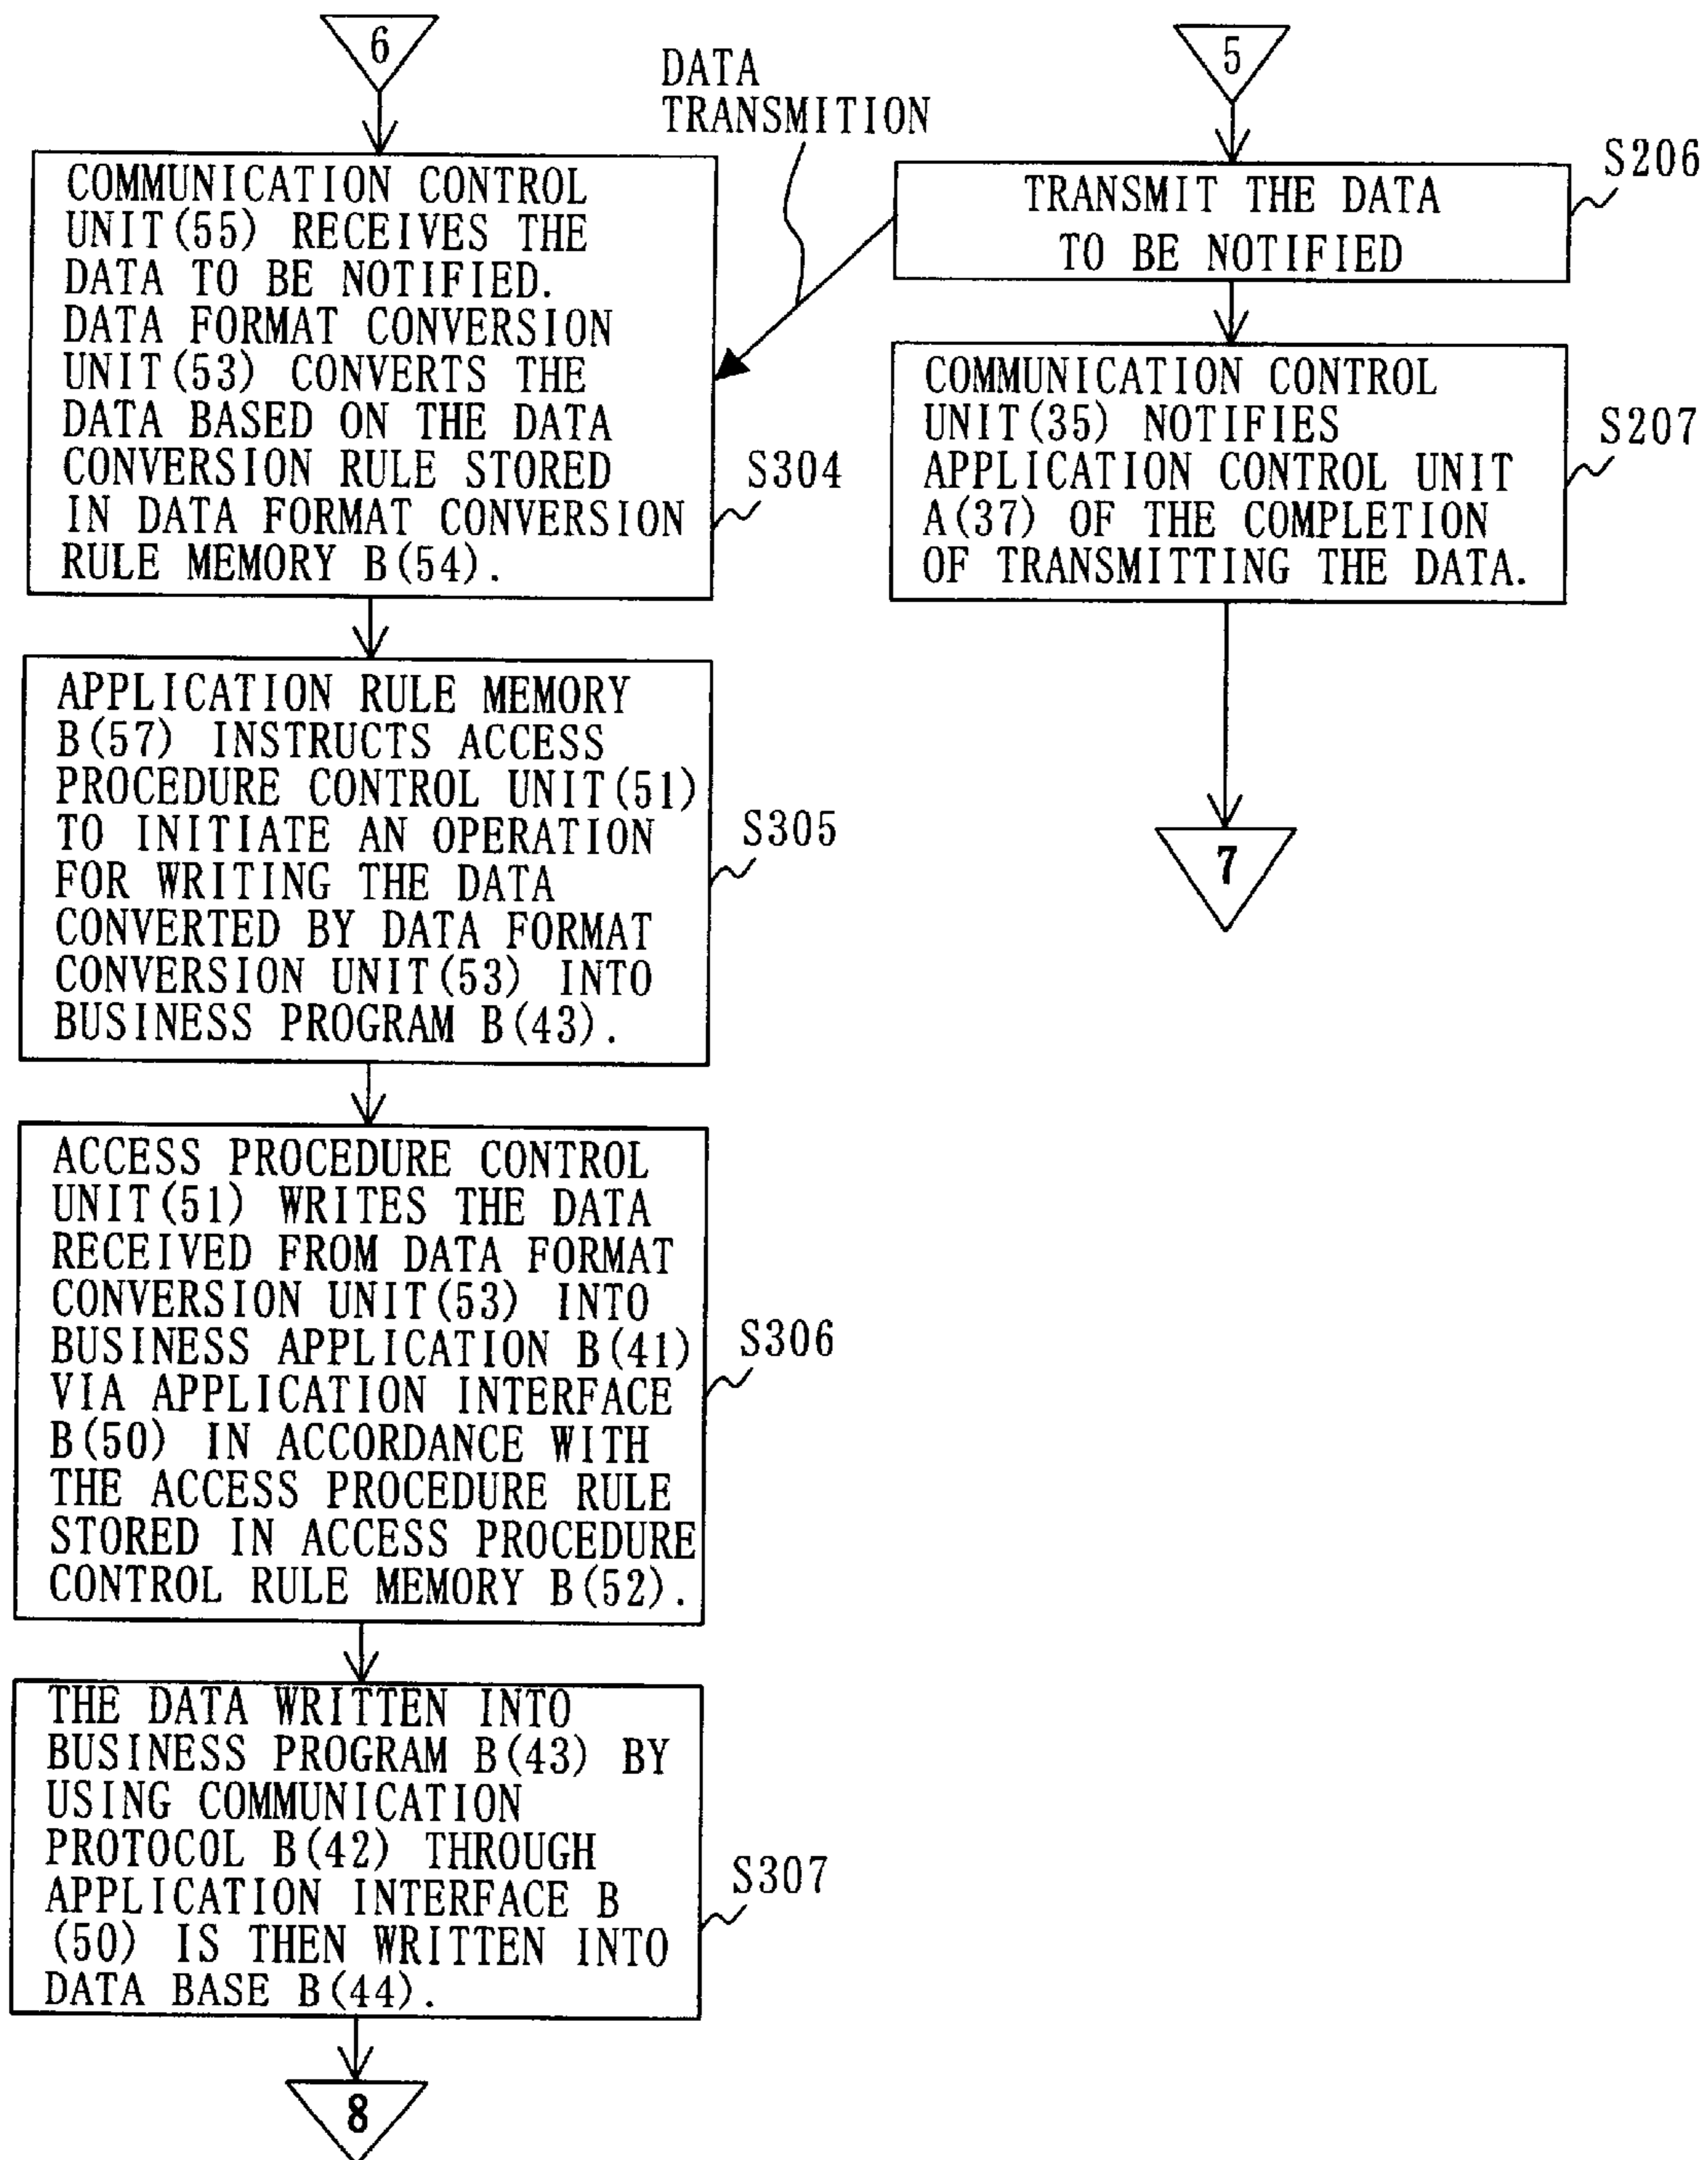 6
COMMUNICATION CONTROL
UNIT(55) RECEIVES THE
DATA TO BE NOTIFIED.
DATA FORMAT CONVERSION
UNIT(53) CONVERTS THE
DATA BASED ON THE DATA
CONVERSION RULE STORED
IN DATA FORMAT CONVERSION
RULE MEMORY B(54).
S304
APPLICATION RULE MEMORY
B(57) INSTRUCTS ACCESS
PROCEDURE CONTROL UNIT(51)
TO INITIATE AN OPERATION
FOR WRITING THE DATA
CONVERTED BY DATA FORMAT
CONVERSION UNIT(53) INTO
BUSINESS PROGRAM B(43).
S305
ACCESS PROCEDURE CONTROL
UNIT(51) WRITES THE DATA
RECEIVED FROM DATA FORMAT
CONVERSION UNIT(53) INTO
BUSINESS APPLICATION B(41)
VIA APPLICATION INTERFACE
B(50) IN ACCORDANCE WITH
THE ACCESS PROCEDURE RULE
STORED IN ACCESS PROCEDURE
CONTROL RULE MEMORY B(52).
S306
THE DATA WRITTEN INTO
BUSINESS PROGRAM B(43) BY
USING COMMUNICATION
PROTOCOL B(42) THROUGH
APPLICATION INTERFACE B
(50) IS THEN WRITTEN INTO
DATA BASE B(44).
S307
8
DATA
TRANSMITION
5
TRANSMIT THE DATA
TO BE NOTIFIED
S206
COMMUNICATION CONTROL
UNIT(35) NOTIFIES
APPLICATION CONTROL UNIT
A(37) OF THE COMPLETION
OF TRANSMITTING THE DATA.
S207
7